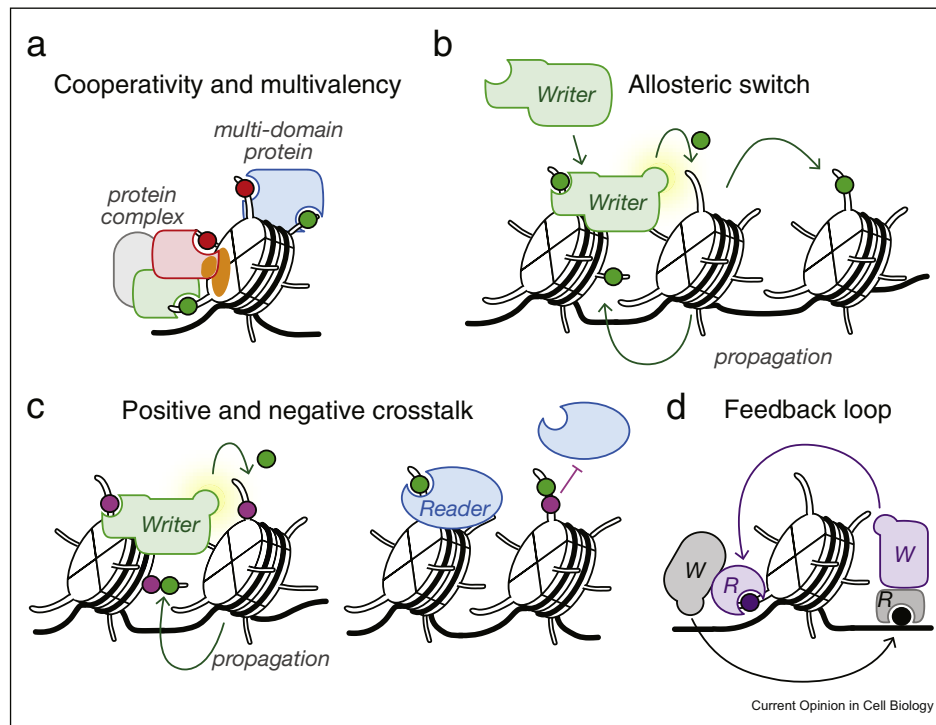 a
Cooperativity and multivalency
multi-domain
protein
protein
complex
b
Allosteric switch
Writer
Writer
propagation
c
Positive and negative crosstalk
Writer
propagation
Reader
d
Feedback loop
W
R
W
R
Current Opinion in Cell Biology